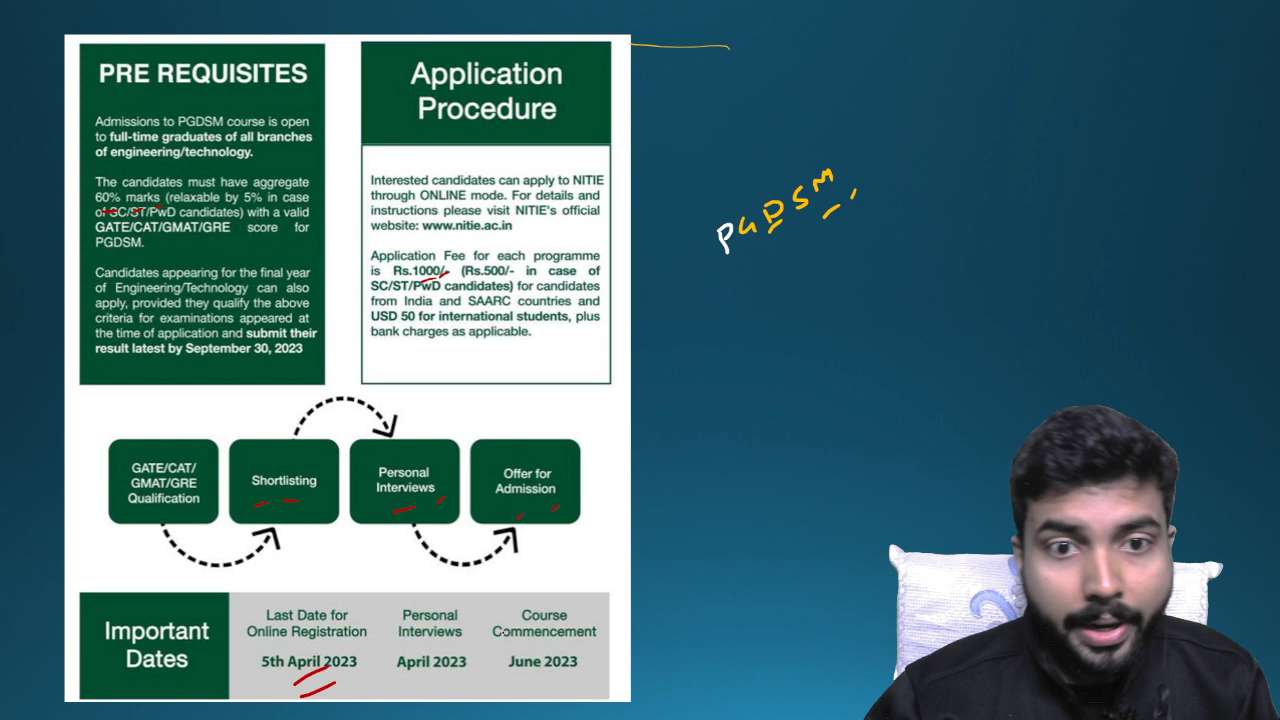 PRE REQUISITES
Admissions to PGDSM course is open
to full-time graduates of all branches
of engineering/technology.
The candidates must have aggregate
60% marks (relaxable by 5% in case
of SC/ST/PwD candidates) with a valid
GATE/CAT/GMAT/GRE score for
PGDSM.
Candidates appearing for the final year
of Engineering/Technology can also
apply, provided they qualify the above
criteria for examinations appeared at
the time of application and submit their
result latest by September 30, 2023
Application
Procedure
Interested candidates can apply to NITIE
through ONLINE mode. For details and
instructions please visit NITIE's official
website: www.nitie.ac.in
Application Fee for each programme
is Rs.1000/- (Rs.500/- in case of
SC/ST/PwD candidates) for candidates
from India and SAARC countries and
USD 50 for international students, plus
bank charges as applicable.
PGDSM
GATE/CAT/
GMAT/GRE
Qualification
Shortlisting
Personal
Interviews
Offer for
Admission
Important
Dates
Last Date for
Online Registration
5th April 2023
Personal
Interviews
April 2023
Course
Commencement
June 2023